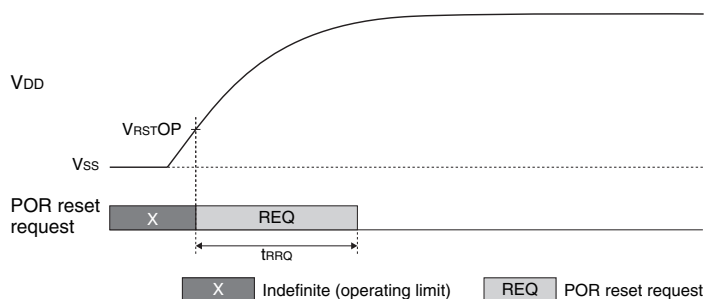 VDD
VRSTOP
VSS
POR reset
request
X
REQ
tRRQ
X Indefinite (operating limit)
REQ POR reset request